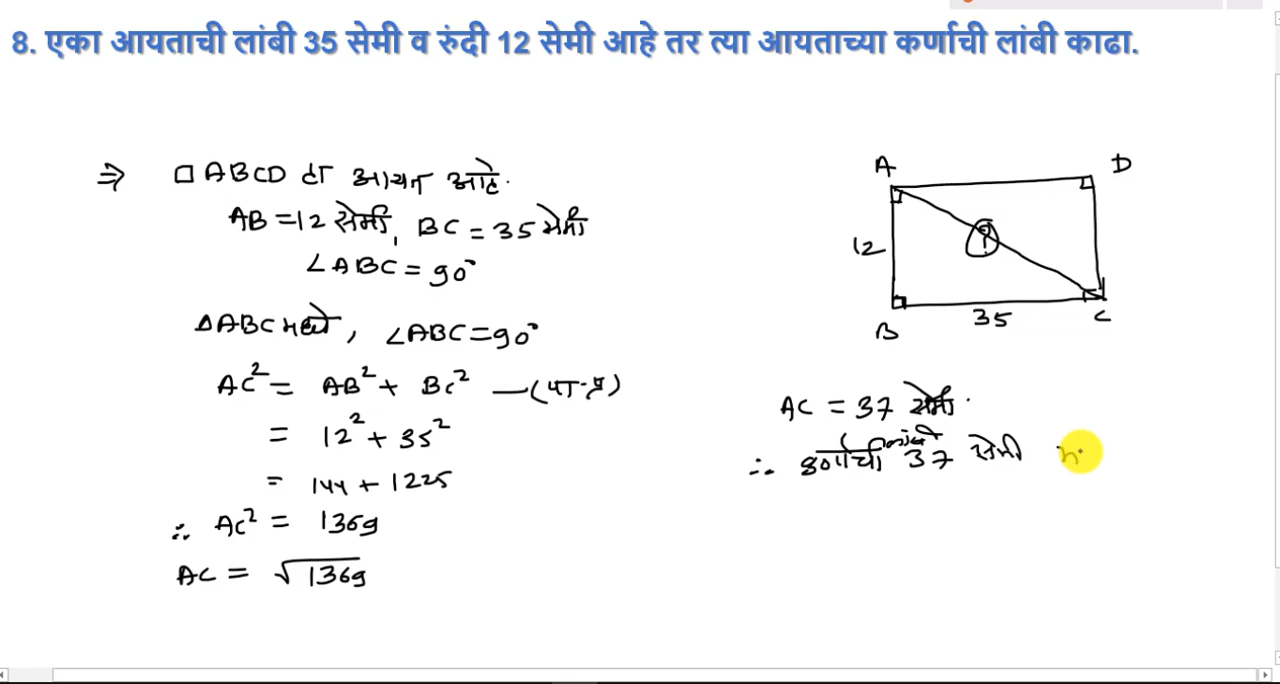 8. एका आयताची लांबी 35 सेमी व रुंदी 12 सेमी आहे तर त्या आयताच्या कर्णाची लांबी काढा.
⇒ □ABCD हा आयत आहे.
AB = 12 सेमी, BC = 35 सेमी
∠ABC = 90°
△ABC मध्ये, ∠ABC = 90°
AC² = AB² + BC² —(पा.प्र)
= 12² + 35²
= 144 + 1225
∴ AC² = 1369
AC = √1369
A
D
12
?
B
35
C
AC = 37 सेमी.
∴ कर्णाची लांबी 37 सेमी